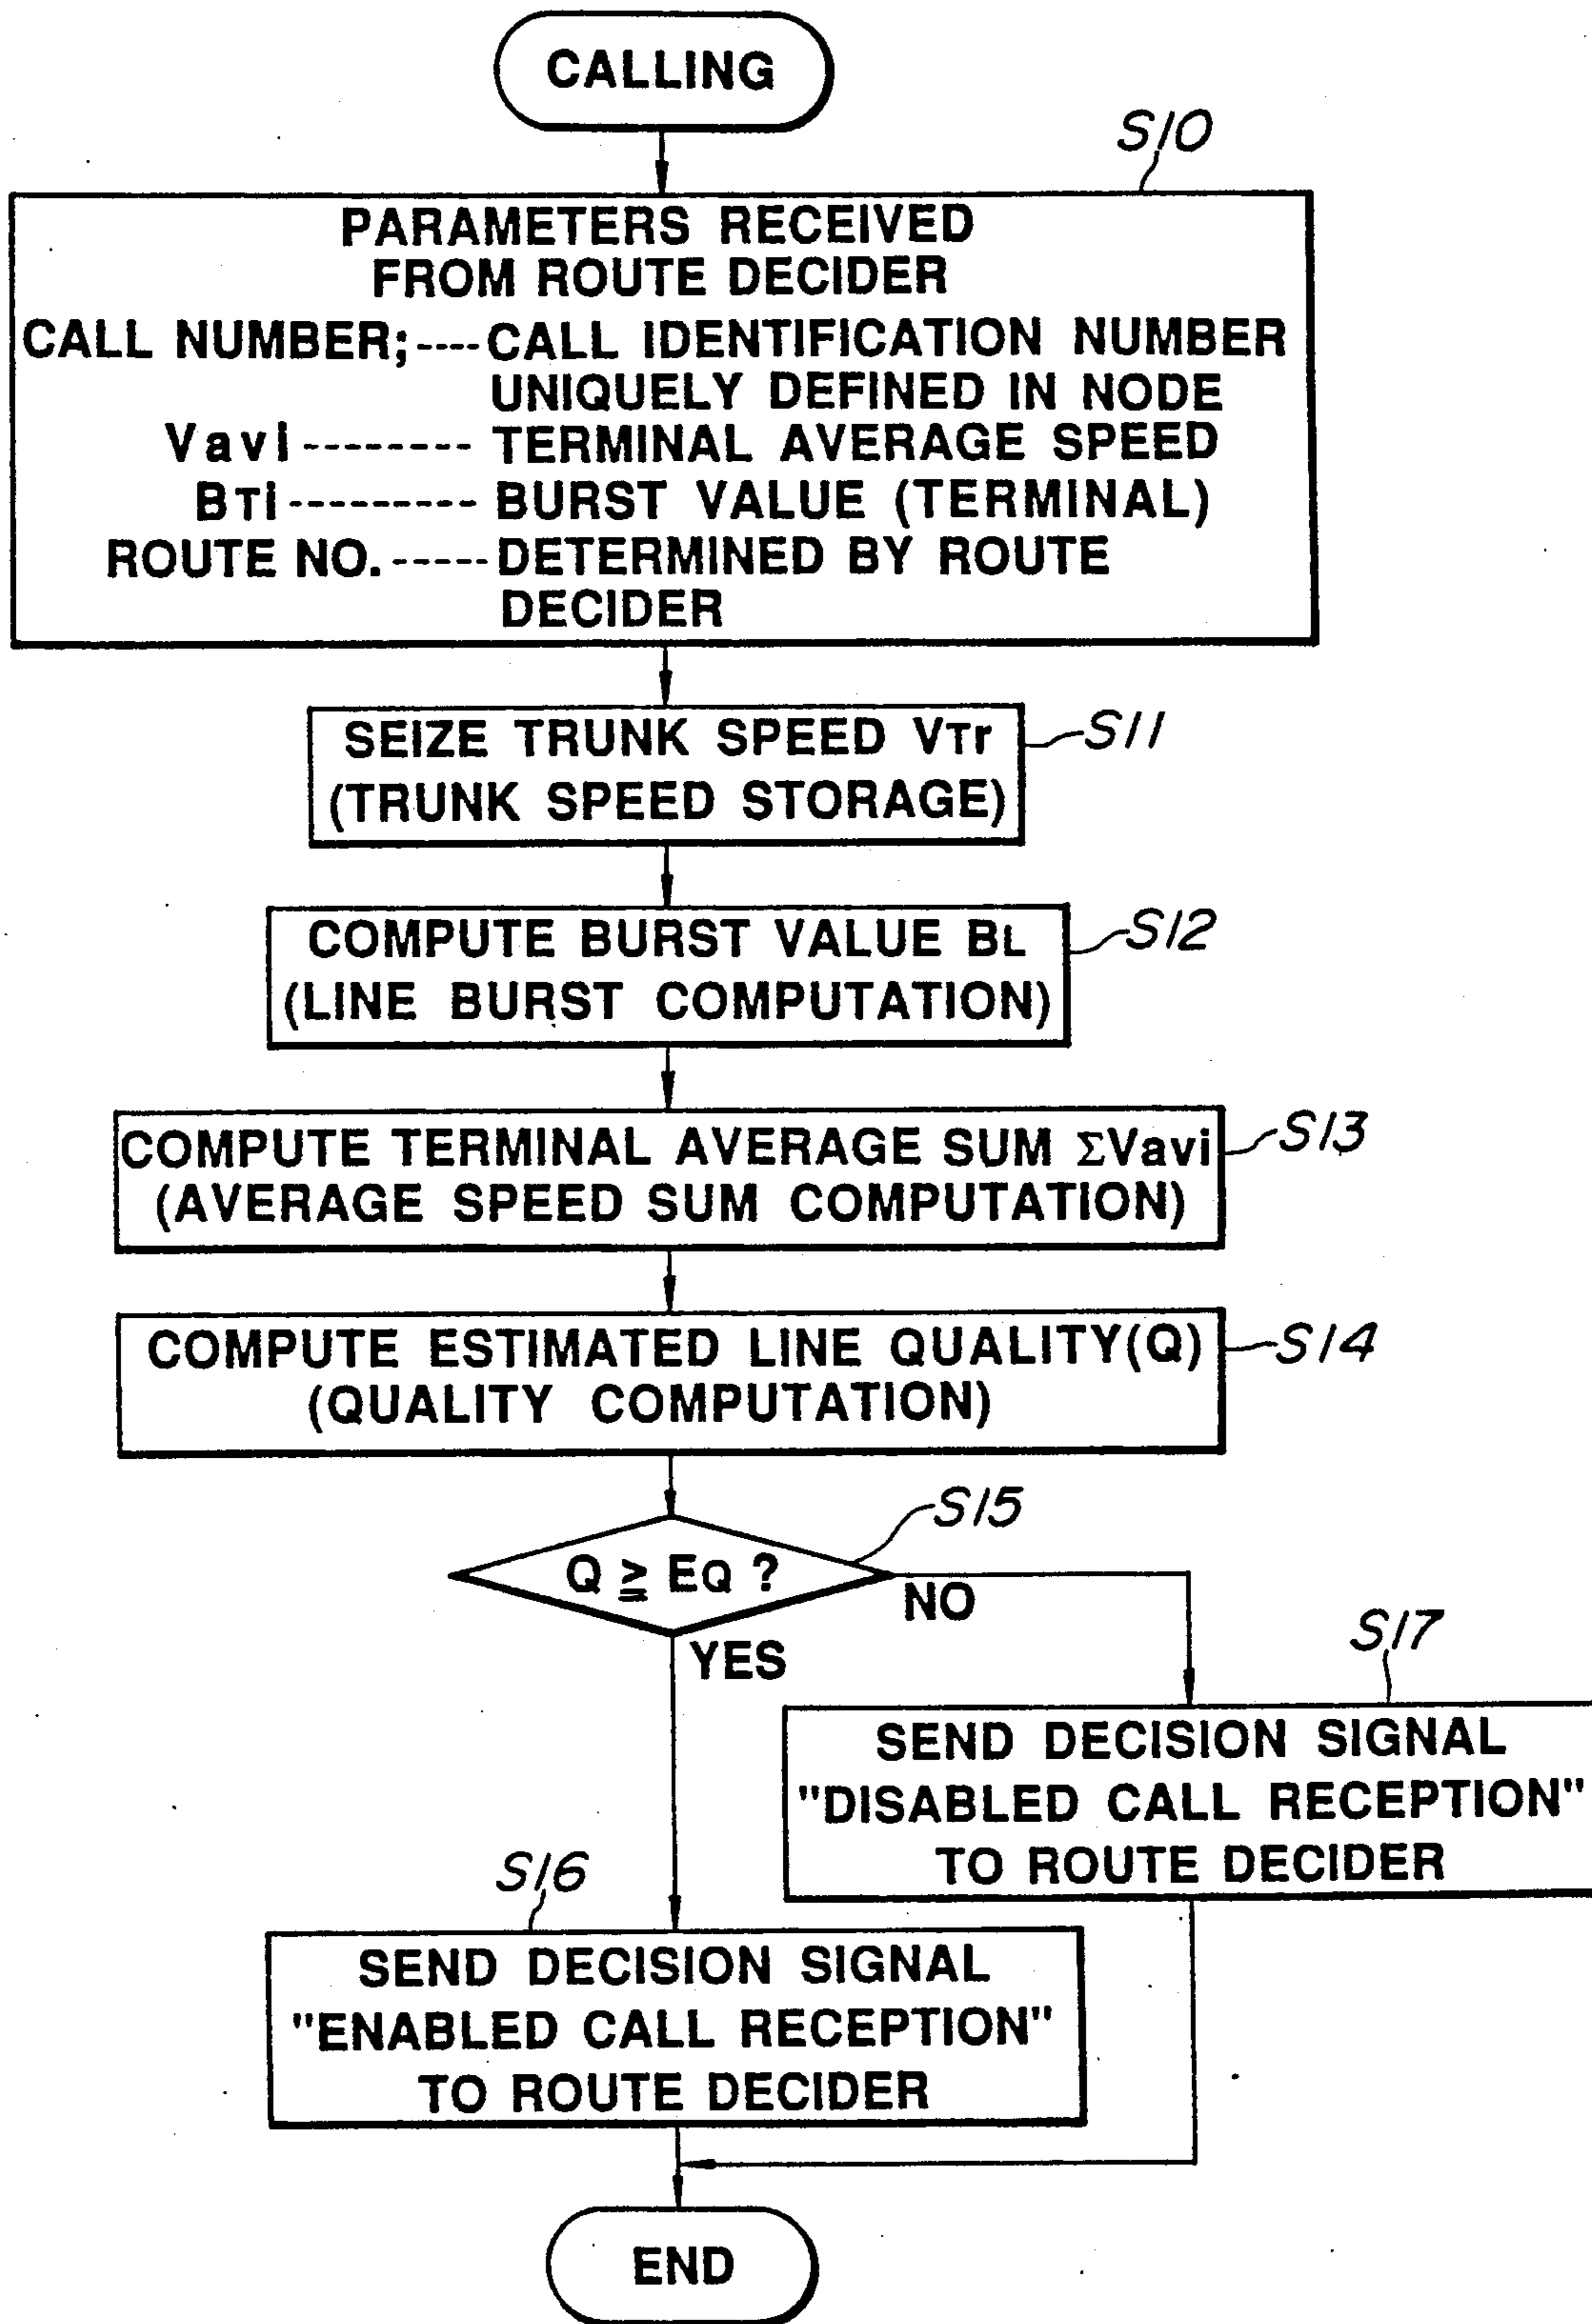 CALLING
S10
PARAMETERS RECEIVED
FROM ROUTE DECIDER
CALL NUMBER;----CALL IDENTIFICATION NUMBER
UNIQUELY DEFINED IN NODE
Vavi-------- TERMINAL AVERAGE SPEED
BTi--------- BURST VALUE (TERMINAL)
ROUTE NO.-----DETERMINED BY ROUTE
DECIDER
SEIZE TRUNK SPEED VTr
(TRUNK SPEED STORAGE)
S11
COMPUTE BURST VALUE BL
(LINE BURST COMPUTATION)
S12
COMPUTE TERMINAL AVERAGE SUM ΣVavi
(AVERAGE SPEED SUM COMPUTATION)
S13
COMPUTE ESTIMATED LINE QUALITY(Q)
(QUALITY COMPUTATION)
S14
S15
Q ≧ EQ ?
NO
YES
S17
SEND DECISION SIGNAL
"DISABLED CALL RECEPTION"
TO ROUTE DECIDER
S16
SEND DECISION SIGNAL
"ENABLED CALL RECEPTION"
TO ROUTE DECIDER
END